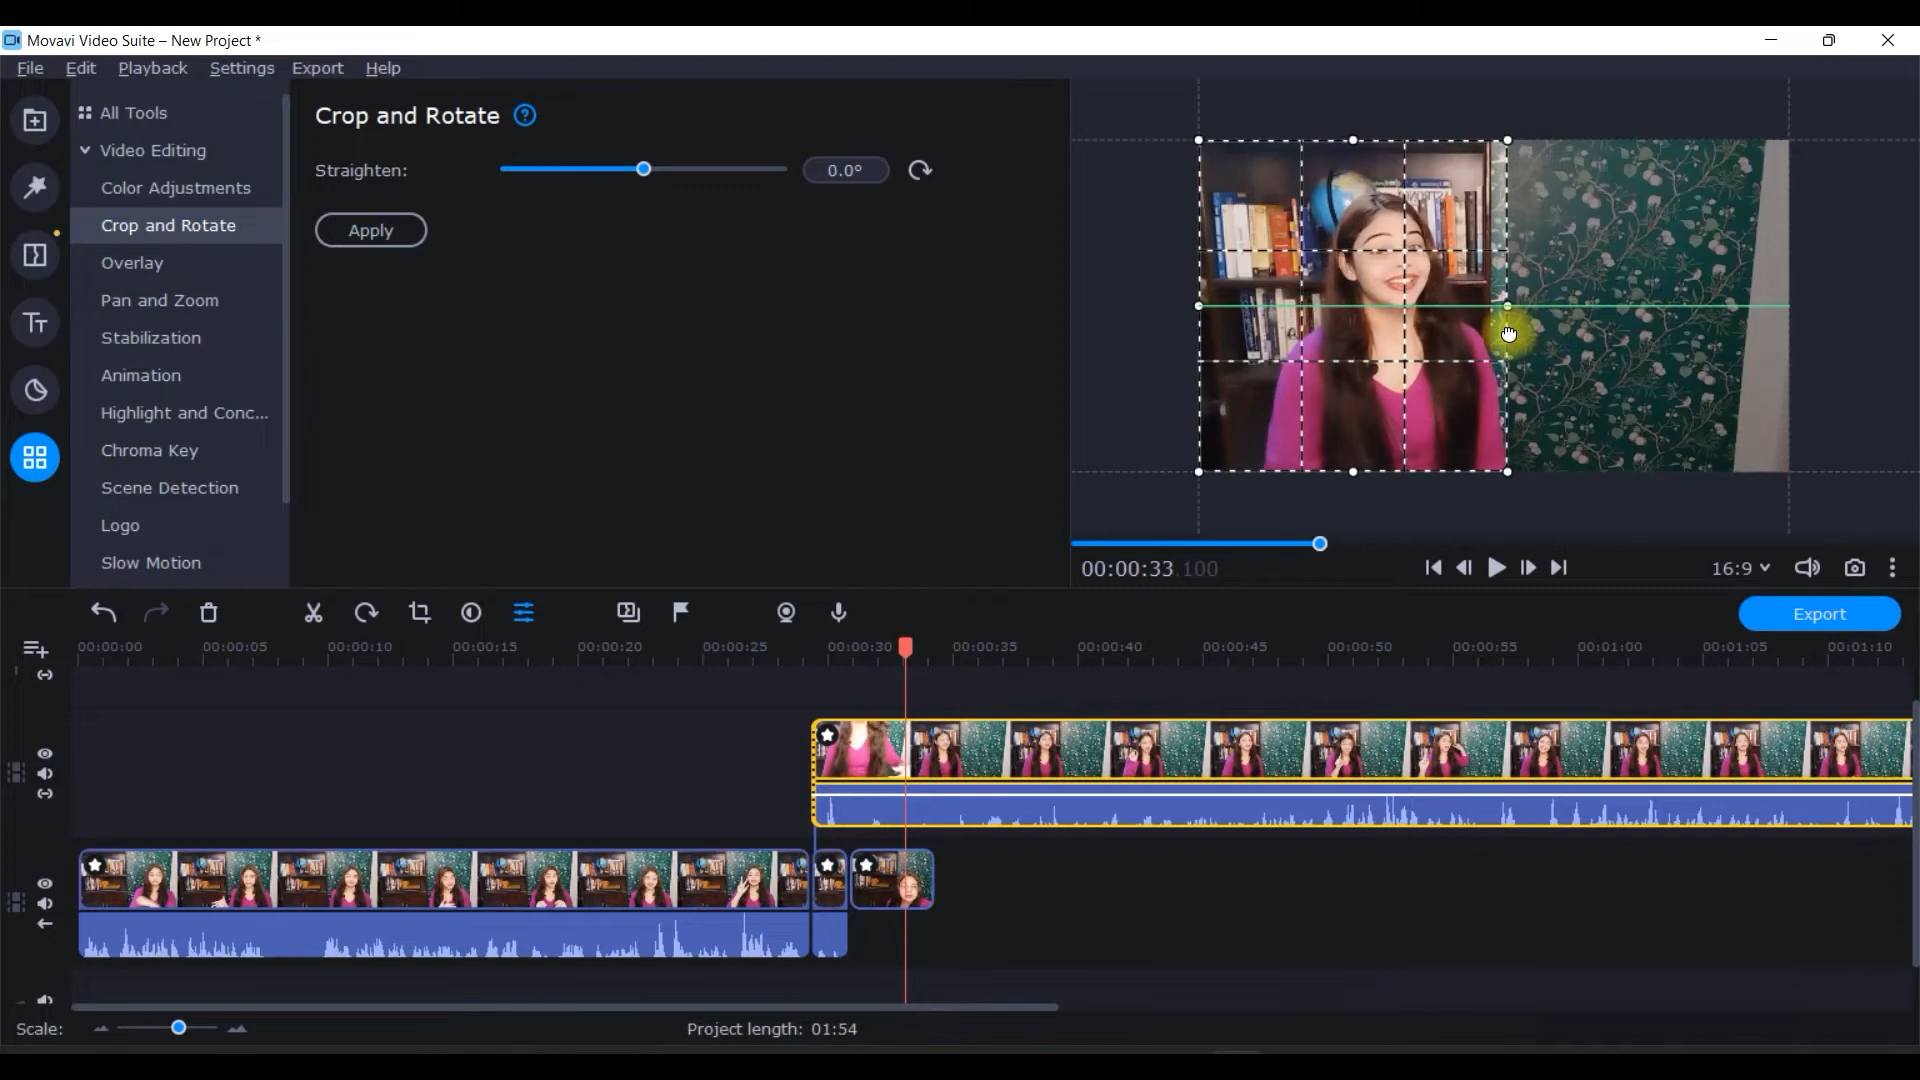 Movavi Video Suite – New Project *
File Edit Playback Settings Export Help
All Tools
Video Editing
Color Adjustments
Crop and Rotate
Overlay
Pan and Zoom
Stabilization
Animation
Highlight and Conc...
Chroma Key
Scene Detection
Logo
Slow Motion
Crop and Rotate ?
Straighten: 0.0°
Apply
00:00:33.100
16:9
Export
00:00:00 00:00:05 00:00:10 00:00:15 00:00:20 00:00:25 00:00:30 00:00:35 00:00:40 00:00:45 00:00:50 00:00:55 00:01:00 00:01:05 00:01:10
Scale:
Project length: 01:54